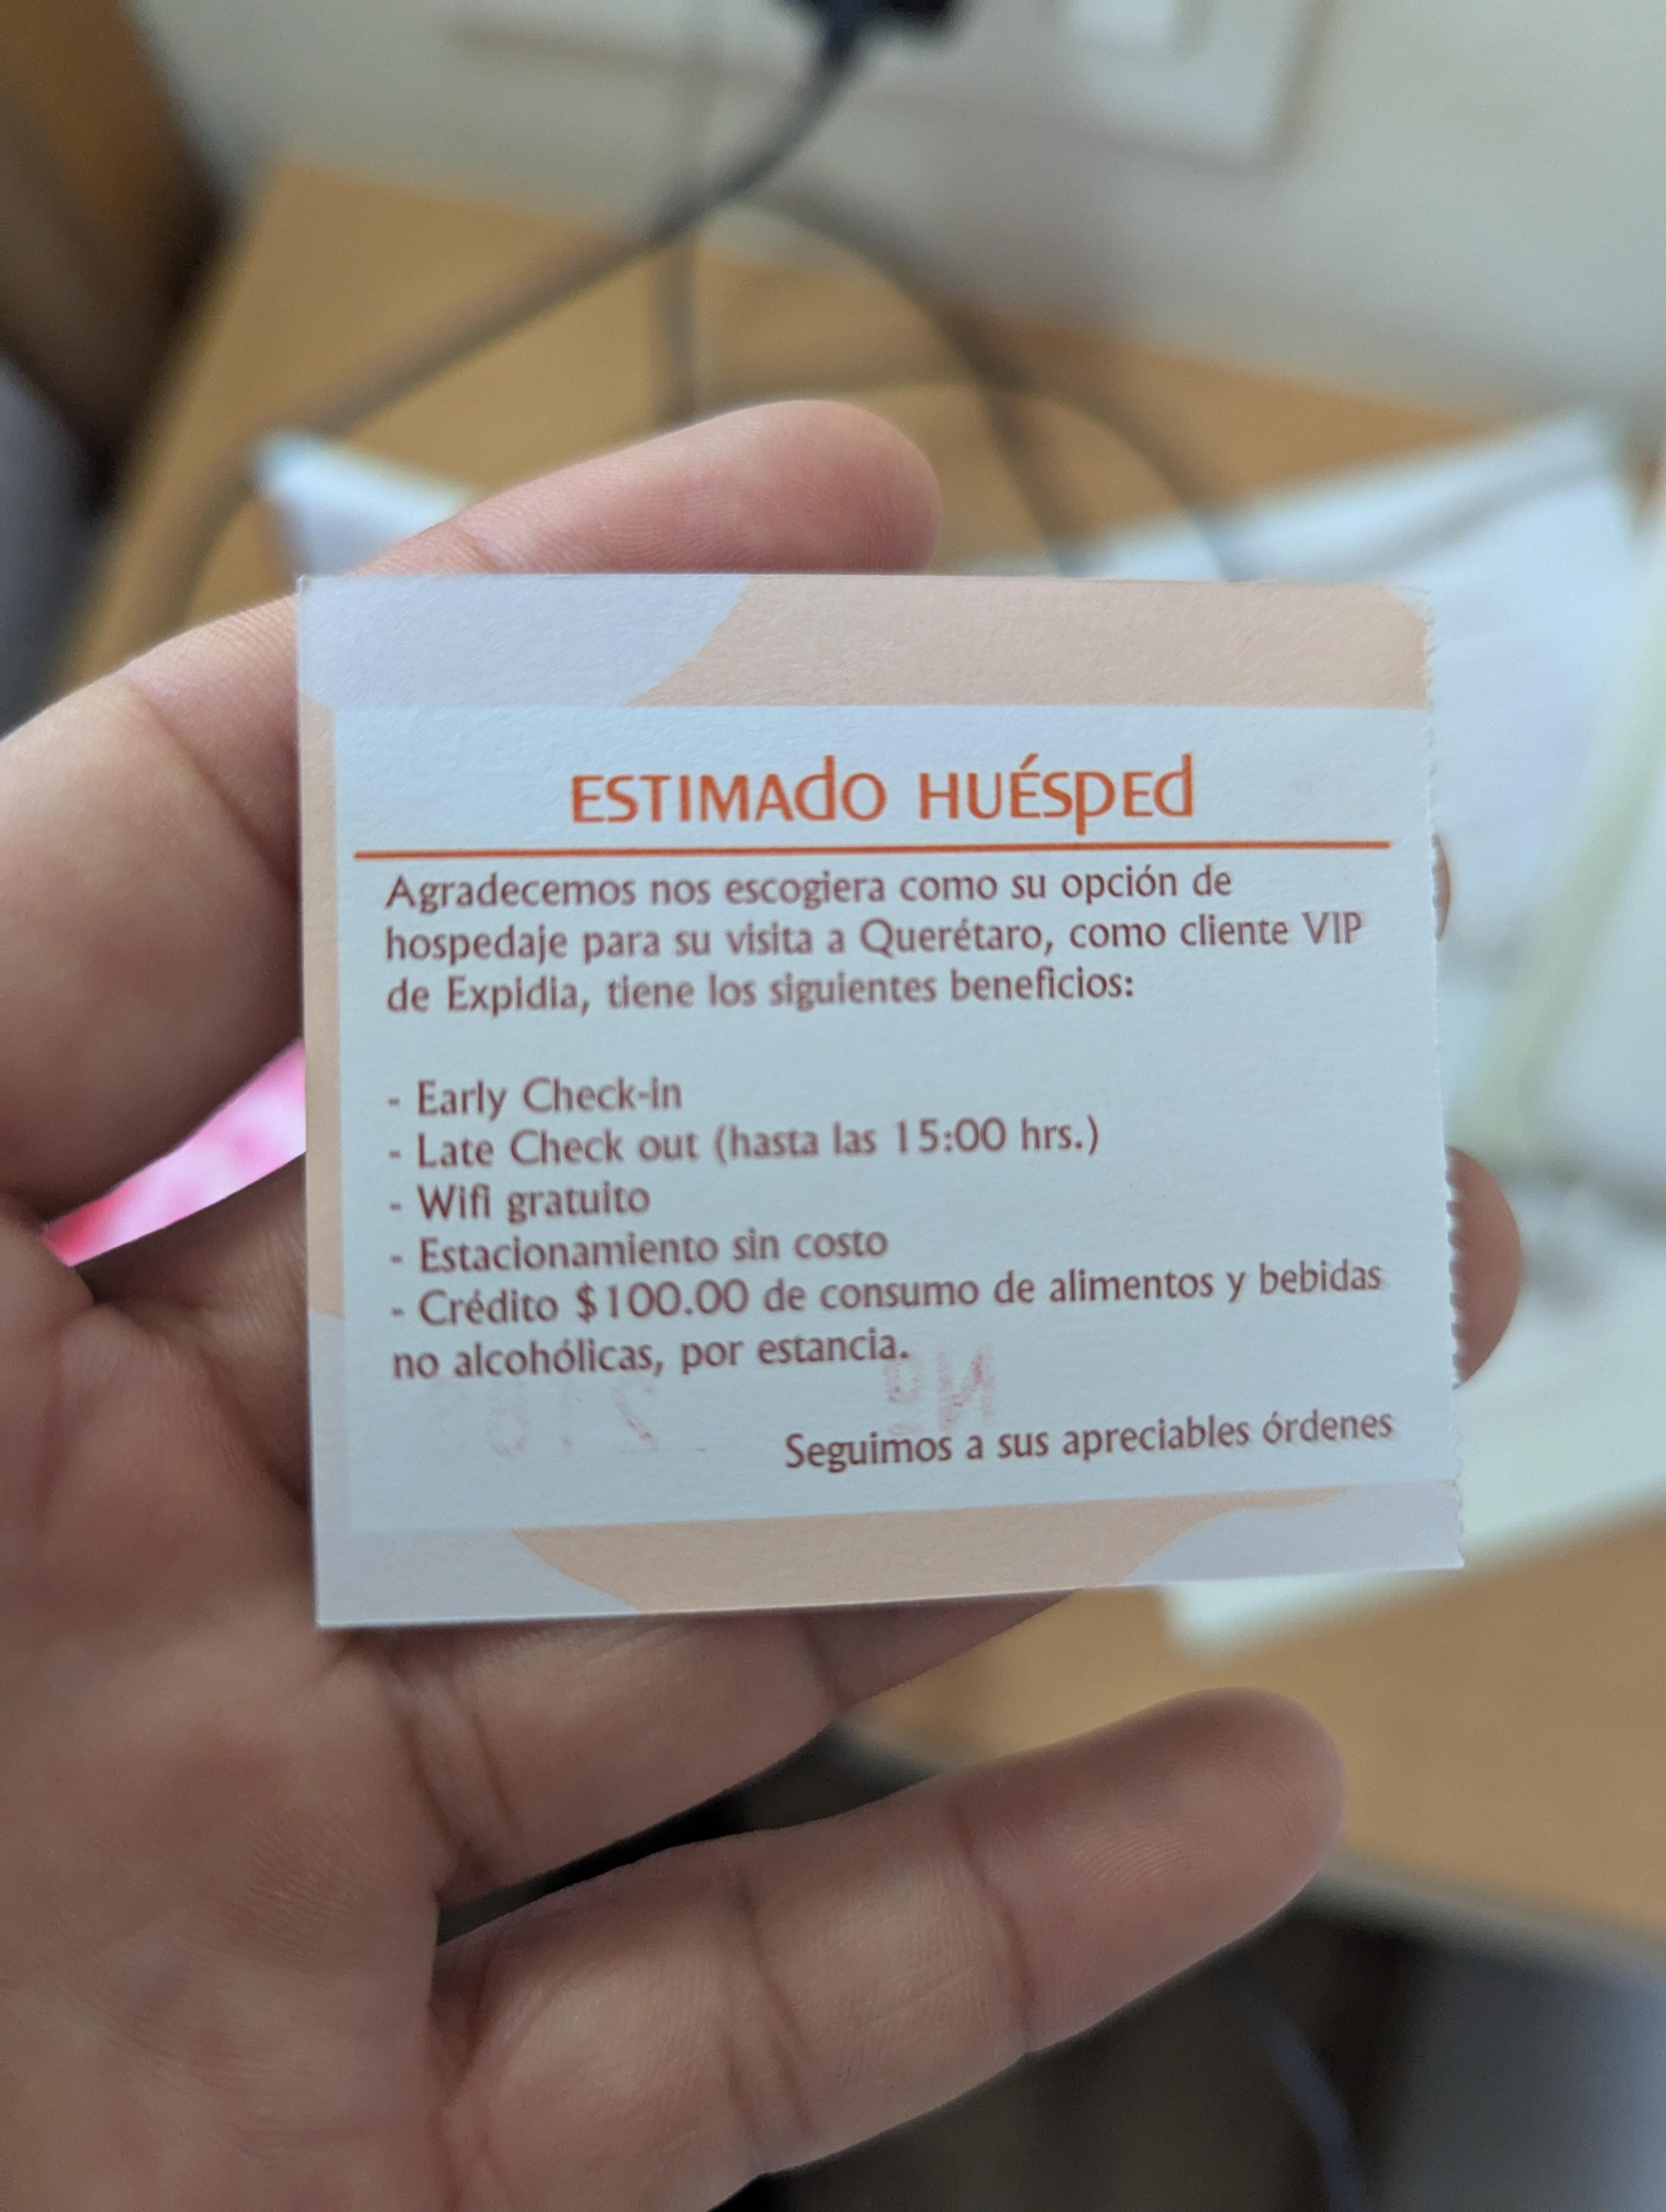 ESTIMAdO HUÉSPEd
Agradecemos nos escogiera como su opción de
hospedaje para su visita a Querétaro, como cliente VIP
de Expidia, tiene los siguientes beneficios:
- Early Check-in
- Late Check out (hasta las 15:00 hrs.)
- Wifi gratuito
- Estacionamiento sin costo
- Crédito $100.00 de consumo de alimentos y bebidas
no alcohólicas, por estancia.
Seguimos a sus apreciables órdenes